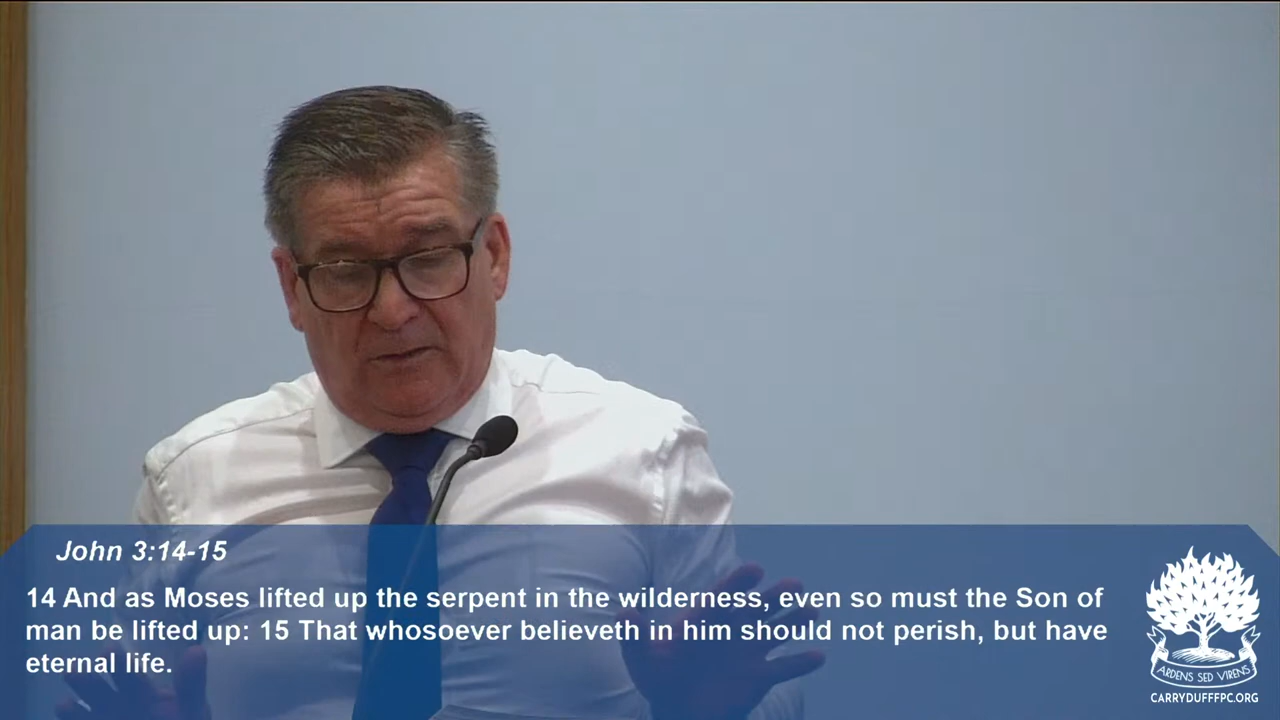 John 3:14-15
14 And as Moses lifted up the serpent in the wilderness, even so must the Son of
man be lifted up: 15 That whosoever believeth in him should not perish, but have
eternal life.
ARDENS SED VIRENS
CARRYDUFFFPC.ORG